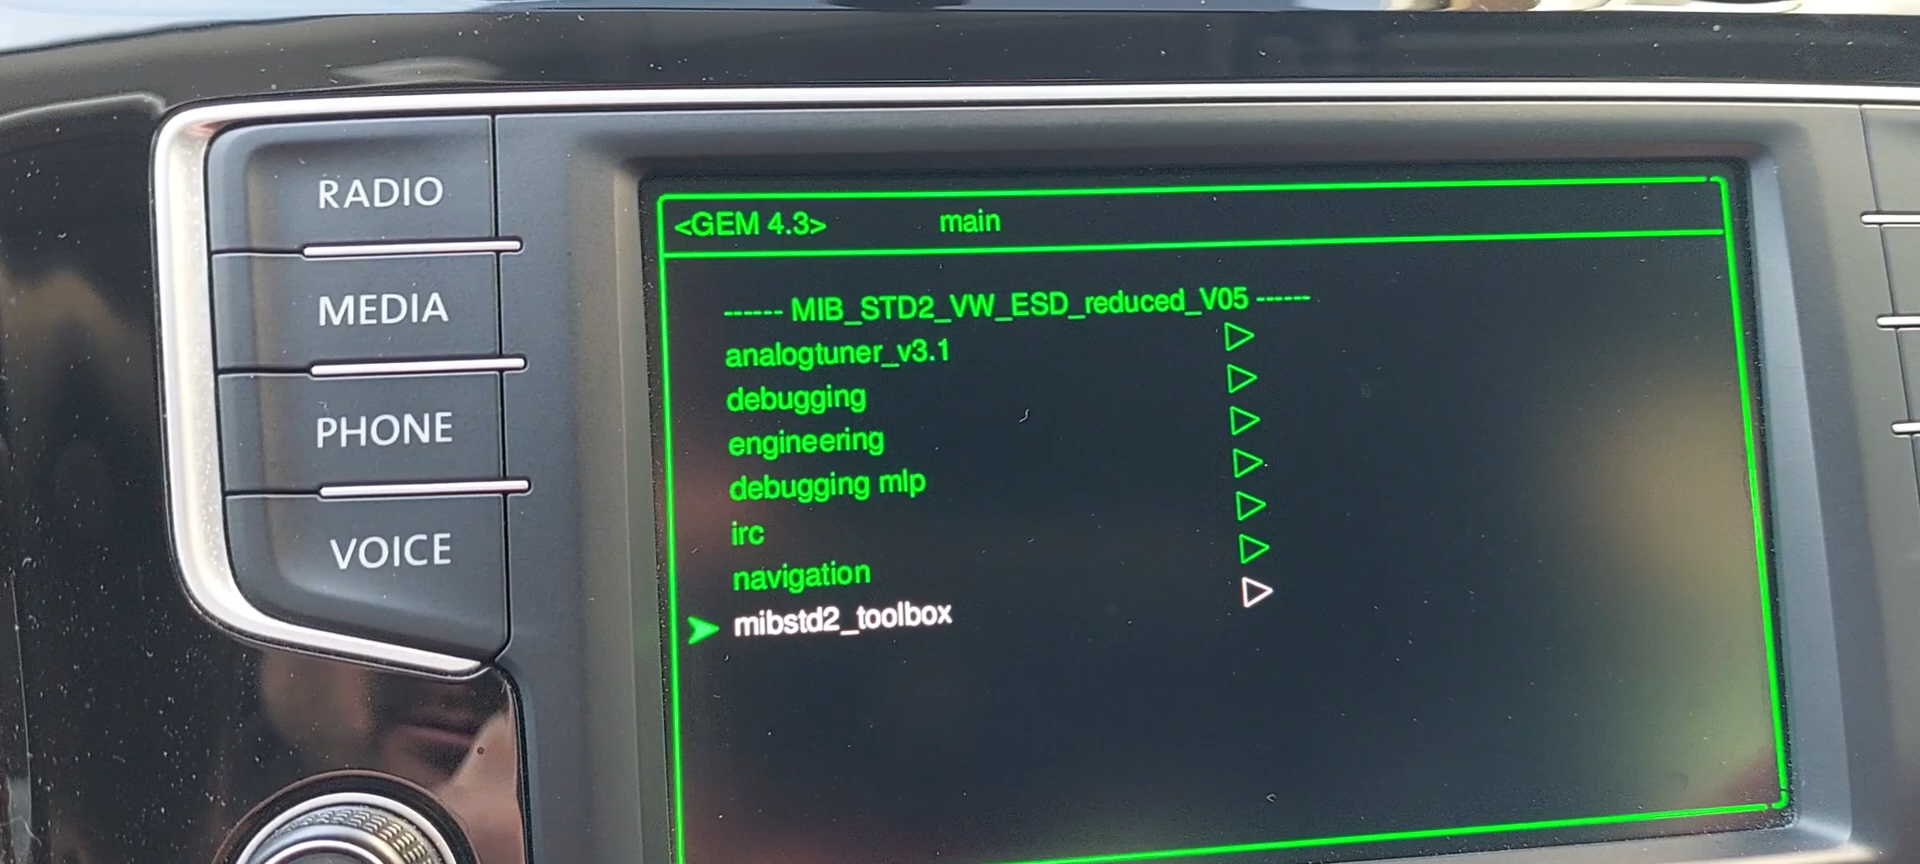 RADIO
MEDIA
PHONE
VOICE
<GEM 4.3> main
------ MIB_STD2_VW_ESD_reduced_V05 ------
analogtuner_v3.1
debugging
engineering
debugging mlp
irc
navigation
mibstd2_toolbox